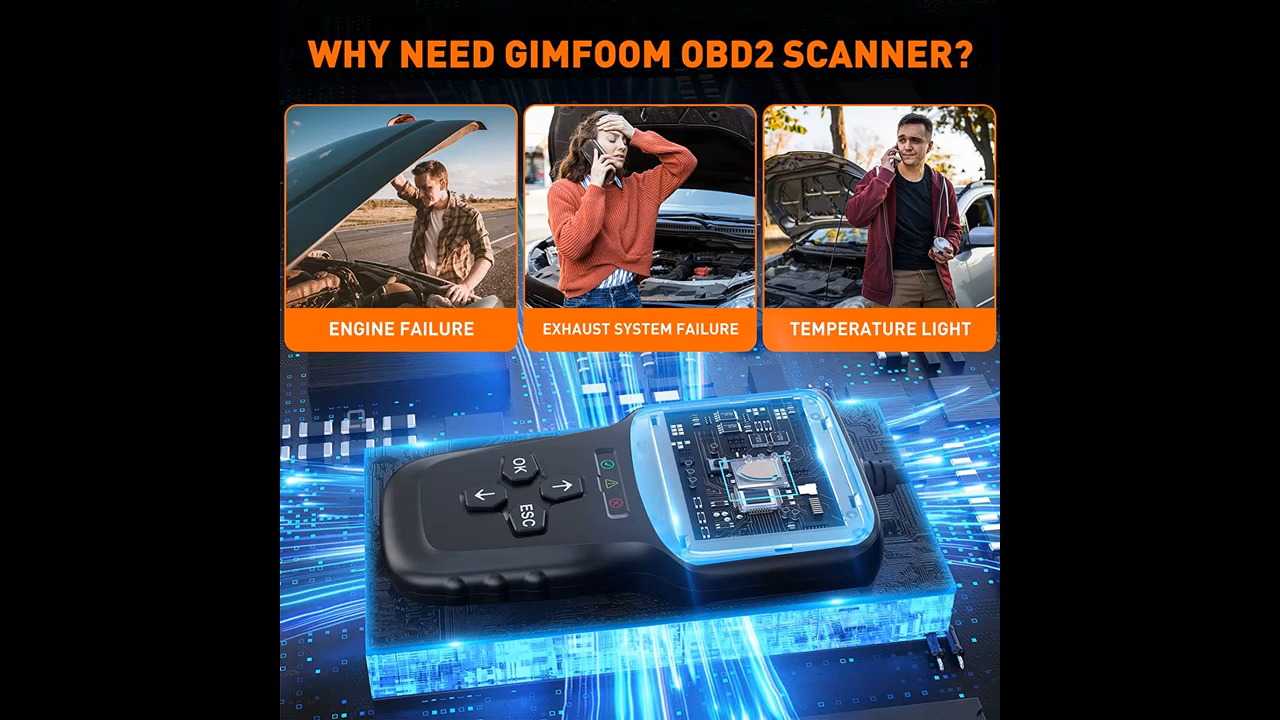 WHY NEED GIMFOOM OBD2 SCANNER?
ENGINE FAILURE
EXHAUST SYSTEM FAILURE
TEMPERATURE LIGHT
OK
ESC